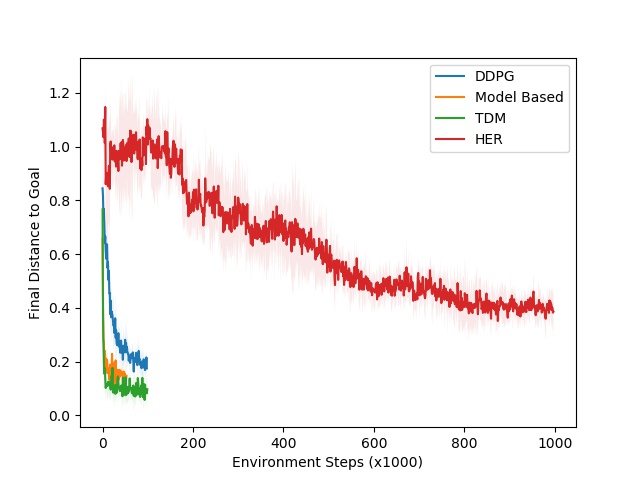 1.2
1.0
0.8
0.6
0.4
0.2
0.0
Final Distance to Goal
DDPG
Model Based
TDM
HER
0 200 400 600 800 1000
Environment Steps (x1000)